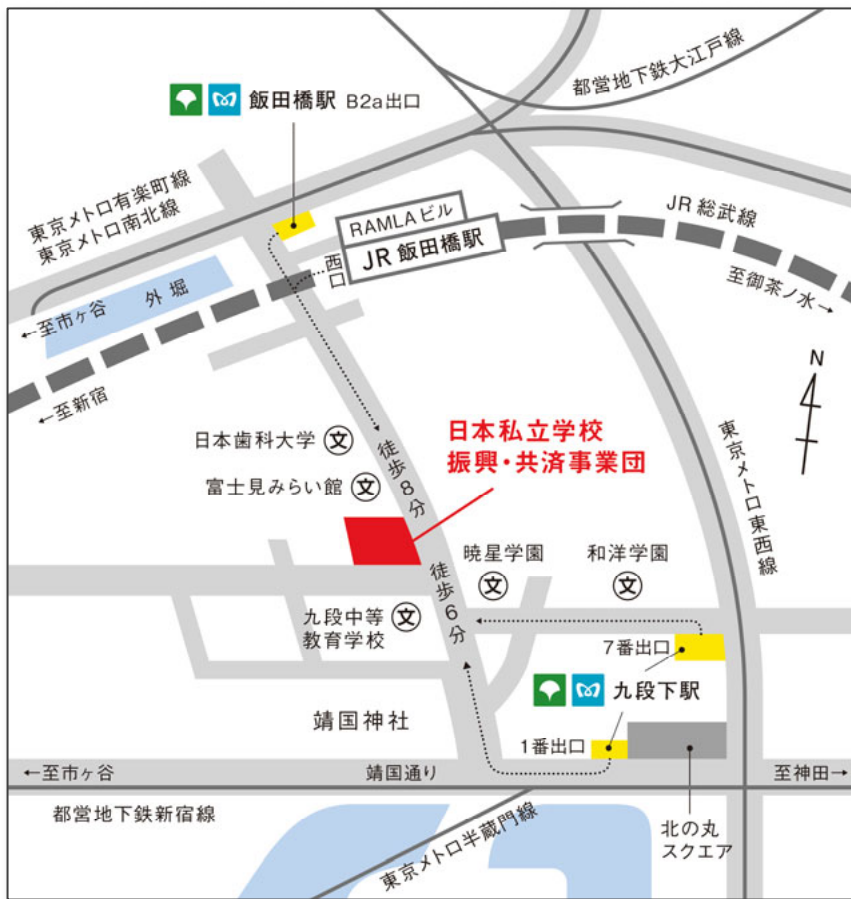 都営地下鉄大江戸線
飯田橋駅 B2a出口
東京メトロ有楽町線
東京メトロ南北線
RAMLAビル
JR 飯田橋駅
西口
JR 総武線
至御茶ノ水→
←至市ヶ谷 外堀
←至新宿
N
日本歯科大学 文
富士見みらい館 文
徒歩8分
日本私立学校
振興・共済事業団
東京メトロ東西線
暁星学園
文
和洋学園
文
徒歩6分
九段中等
教育学校
文
7番出口
九段下駅
靖国神社
1番出口
←至市ヶ谷
靖国通り
至神田→
都営地下鉄新宿線
東京メトロ半蔵門線
北の丸
スクエア